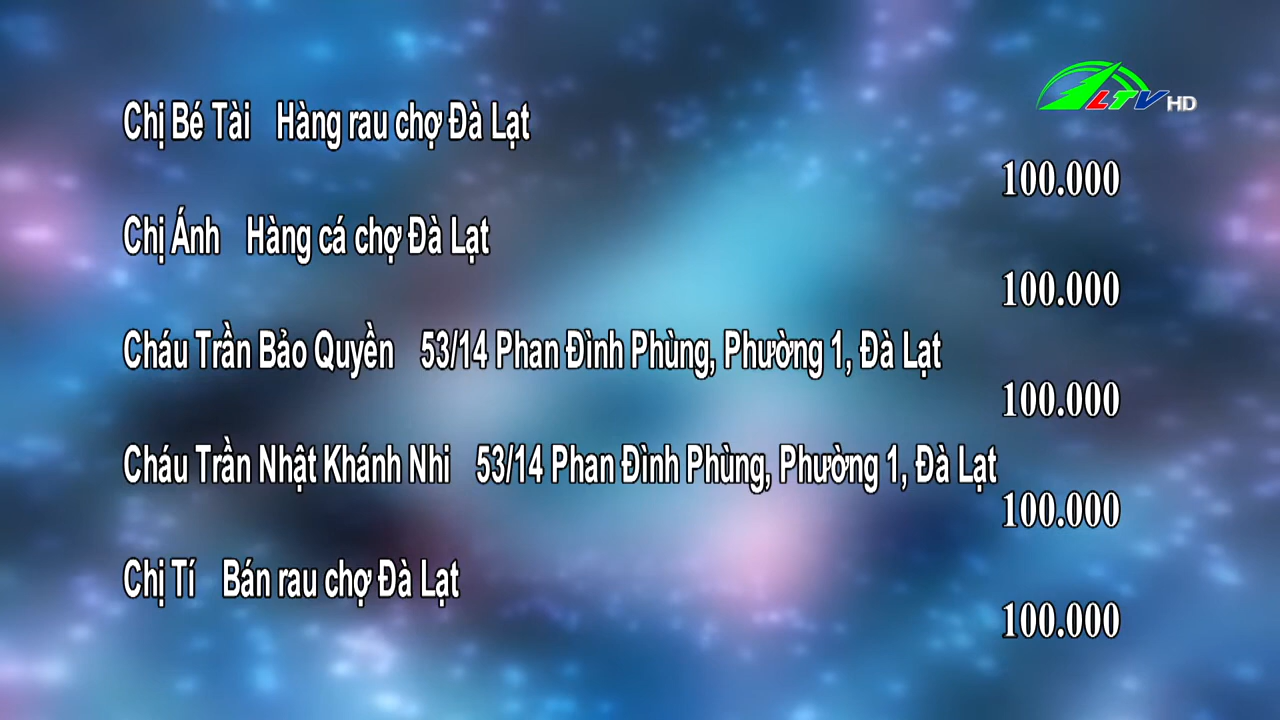 LTV HD
Chị Bé Tài Hàng rau chợ Đà Lạt
100.000
Chị Ánh Hàng cá chợ Đà Lạt
100.000
Cháu Trần Bảo Quyền 53/14 Phan Đình Phùng, Phường 1, Đà Lạt
100.000
Cháu Trần Nhật Khánh Nhi 53/14 Phan Đình Phùng, Phường 1, Đà Lạt
100.000
Chị Tí Bán rau chợ Đà Lạt
100.000